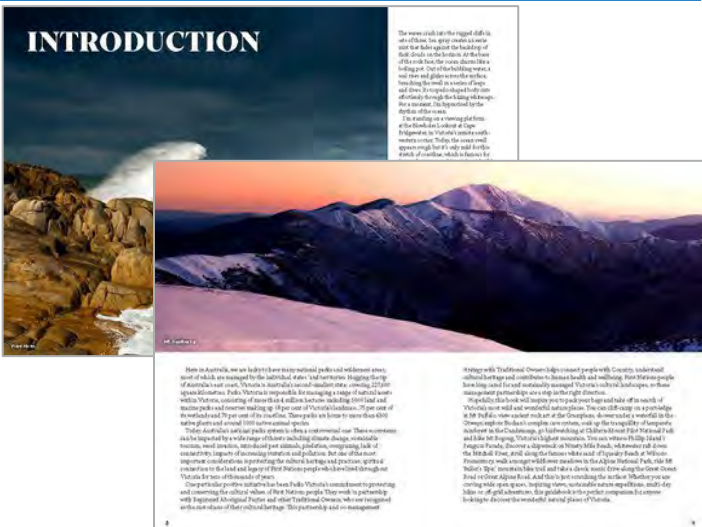 INTRODUCTION
The waves crash into the rugged cliffs in
sets of three. Sea spray creates an eerie
mist that fades against the backdrop of
dark clouds on the horizon. At the base
of the rock face, the ocean churns like a
boiling pot. Out of the bubbling water, a
seal rises and glides across the surface,
breaching the swell in a series of leaps
and dives. Its torpedo-shaped body cuts
effortlessly through the foaming whitecaps.
For a moment, I'm hypnotised by the
rhythm of the ocean.
I'm standing on a viewing platform
at the Blowholes Lookout at Cape
Bridgewater, in Victoria's remote south-
western corner. Today, the ocean swell
appears rough but it's only mild for this
stretch of coastline, which is famous for
Here in Australia, we are lucky to have many national parks and wilderness areas,
most of which are managed by the individual states and territories. Hugging the tip
of Australia's east coast, Victoria is Australia's second-smallest state, covering 227,600
square kilometres. Parks Victoria is responsible for managing a range of natural assets
within Victoria, consisting of more than 4 million hectares including 3000 land and
marine parks and reserves making up 18 per cent of Victoria's landmass, 75 per cent of
its wetlands and 70 per cent of its coastline. These parks are home to more than 4300
native plants and around 1000 native animal species.
Today, Australia's national parks system is often a controversial one. These ecosystems
can be impacted by a wide range of threats including climate change, sustainable
tourism, weed invasion, introduced pest animals, predation, overgrazing, lack of
connectivity, impacts of increasing visitation and pollution. But one of the most
important considerations is protecting the cultural heritage and practices, spiritual
connection to the land and legacy of First Nations people who have lived throughout
Victoria for tens of thousands of years.
One particular positive initiative has been Parks Victoria's commitment to protecting
and conserving the cultural values of First Nations people. They work in partnership
with Registered Aboriginal Parties and other Traditional Owners, who are recognised
as the custodians of their cultural heritage. This partnership and co-management
strategy with Traditional Owners helps connect people with Country, understand
cultural heritage and contribute to human health and wellbeing. First Nations people
have long cared for and sustainably managed Victoria's cultural landscapes, so these
management partnerships are a step in the right direction.
Hopefully, this book will inspire you to pack your bags and take off in search of
Victoria's most wild and wonderful nature places. You can cliff-camp on a portaledge
at Mt Buffalo, view ancient rock art in the Grampians, do yoga under a waterfall in the
Otways, explore Buchan's complex cave system, soak up the tranquillity of temperate
rainforest in the Dandenongs, go birdwatching at Chiltern-Mt Pilot National Park
and hike Mt Bogong, Victoria's highest mountain. You can witness Phillip Island's
Penguin Parade, discover a shipwreck on Ninety Mile Beach, whitewater raft down
the Mitchell River, stroll along the famous white sand of Squeaky Beach at Wilsons
Promontory, walk amongst wildflower meadows in the Alpine National Park, ride Mt
Buller's 'Epic' mountain bike trail and take a classic scenic drive along the Great Ocean
Road or Great Alpine Road. And this is just scratching the surface. Whether you are
craving wide open spaces, inspiring views, sustainable nature expeditions, multi-day
hikes or off-grid adventures, this guidebook is the perfect companion for anyone
looking to discover the wonderful natural places of Victoria.